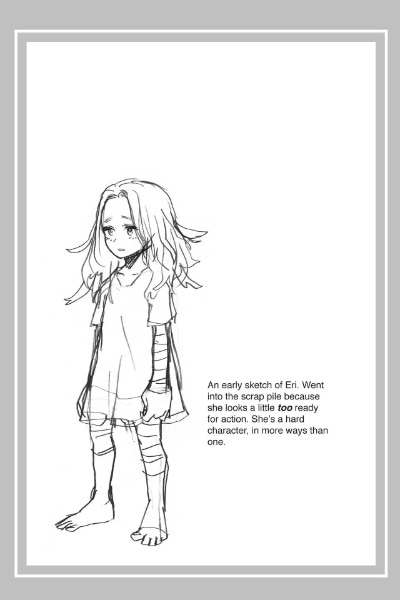 An early sketch of Eri. Went
into the scrap pile because
she looks a little too ready
for action. She's a hard
character, in more ways than
one.